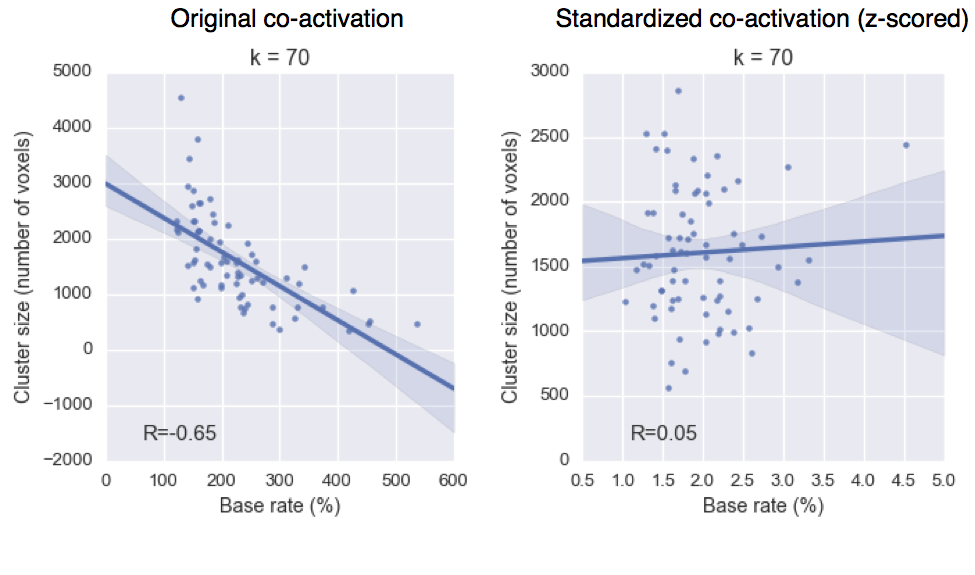 Original co-activation
k = 70
5000
4000
3000
2000
1000
0
−1000
−2000
Cluster size (number of voxels)
R=-0.65
0 100 200 300 400 500 600
Base rate (%)
Standardized co-activation (z-scored)
k = 70
3000
2500
2000
1500
1000
500
0
Cluster size (number of voxels)
R=0.05
0.5 1.0 1.5 2.0 2.5 3.0 3.5 4.0 4.5 5.0
Base rate (%)